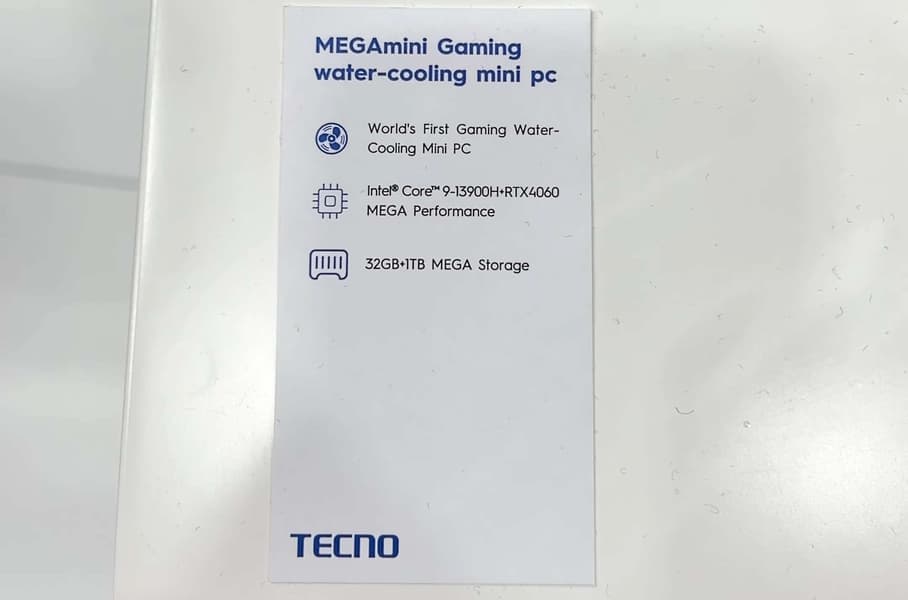 MEGAmini Gaming
water-cooling mini pc
World's First Gaming Water-
Cooling Mini PC
Intel® Core™ 9-13900H+RTX4060
MEGA Performance
32GB+1TB MEGA Storage
TECNO